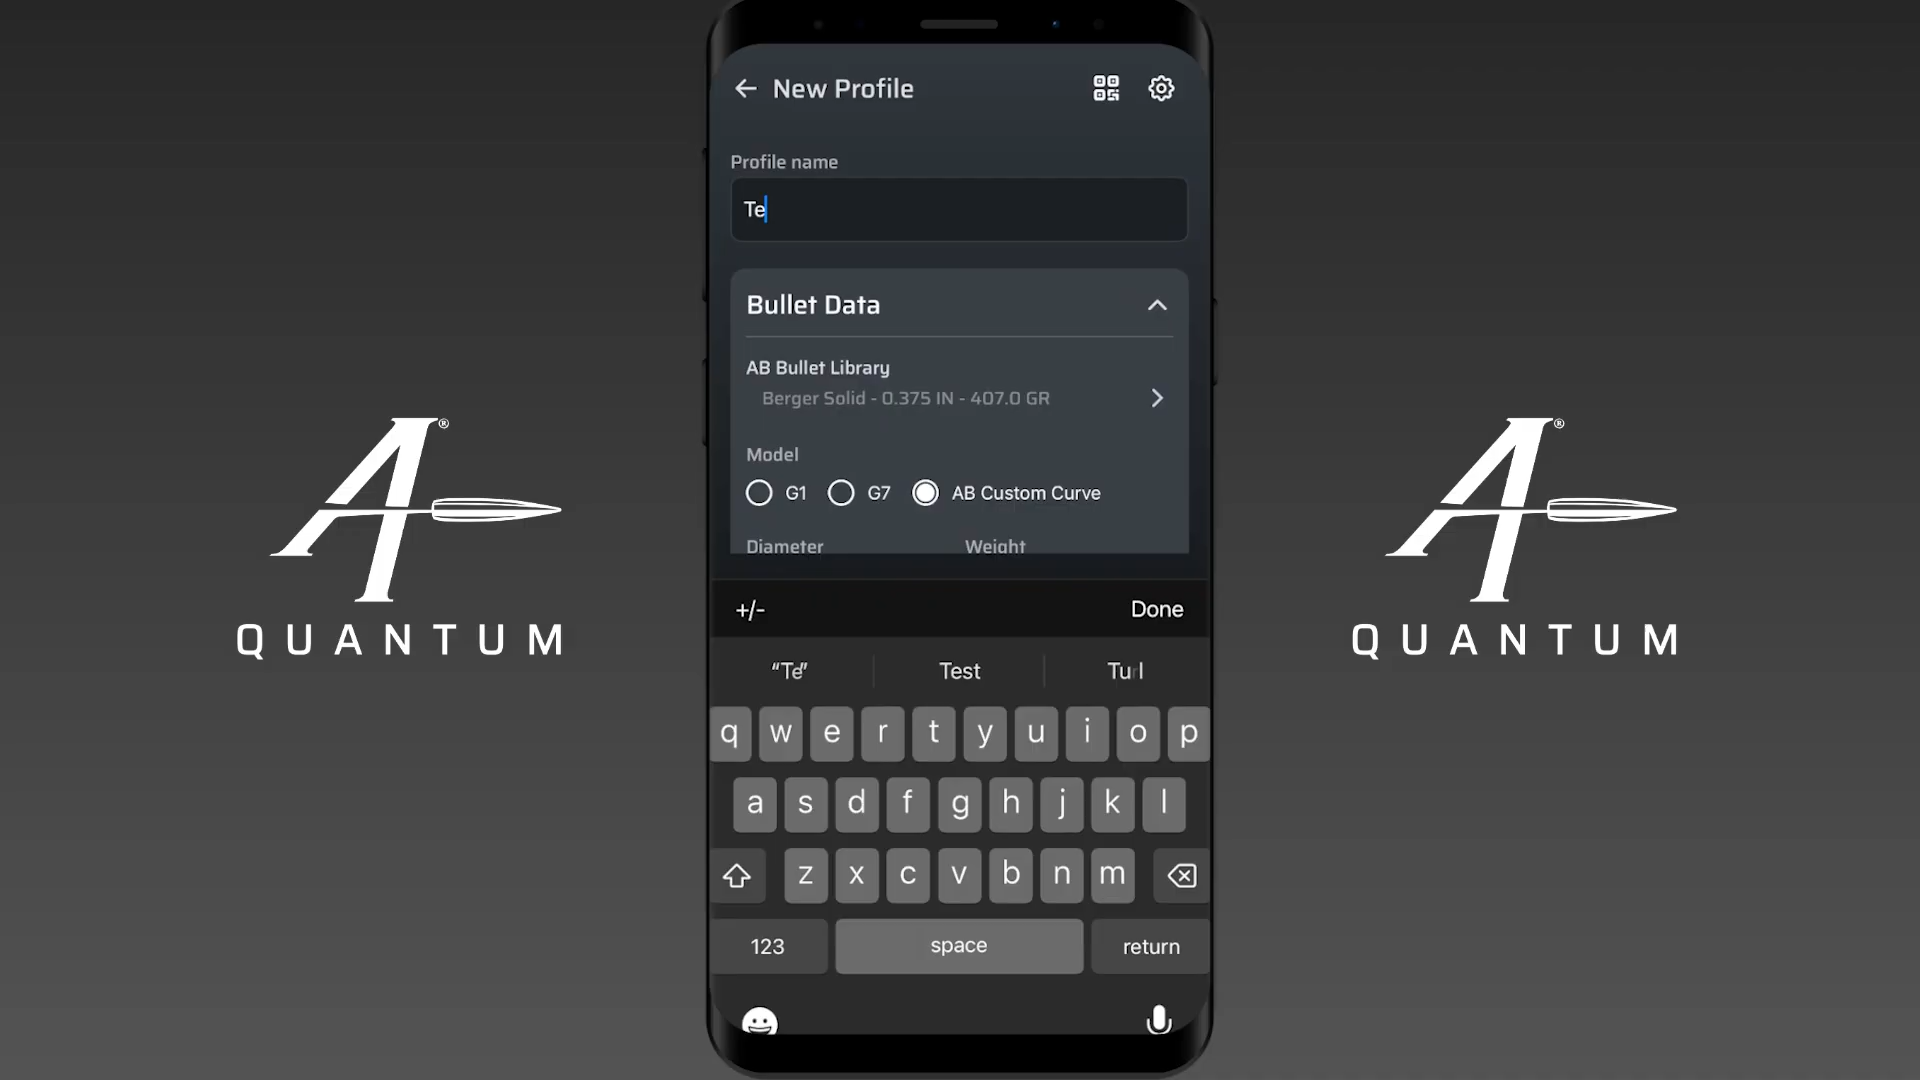 New Profile
Profile name
Te
Bullet Data
AB Bullet Library
Berger Solid - 0.375 IN - 407.0 GR
Model
G1 G7 AB Custom Curve
Diameter Weight
+/- Done
“Te” Test
q w e r t y u i o p
a s d f g h j k l
z x c v b n m
123 space return
A®
QUANTUM
A®
QUANTUM